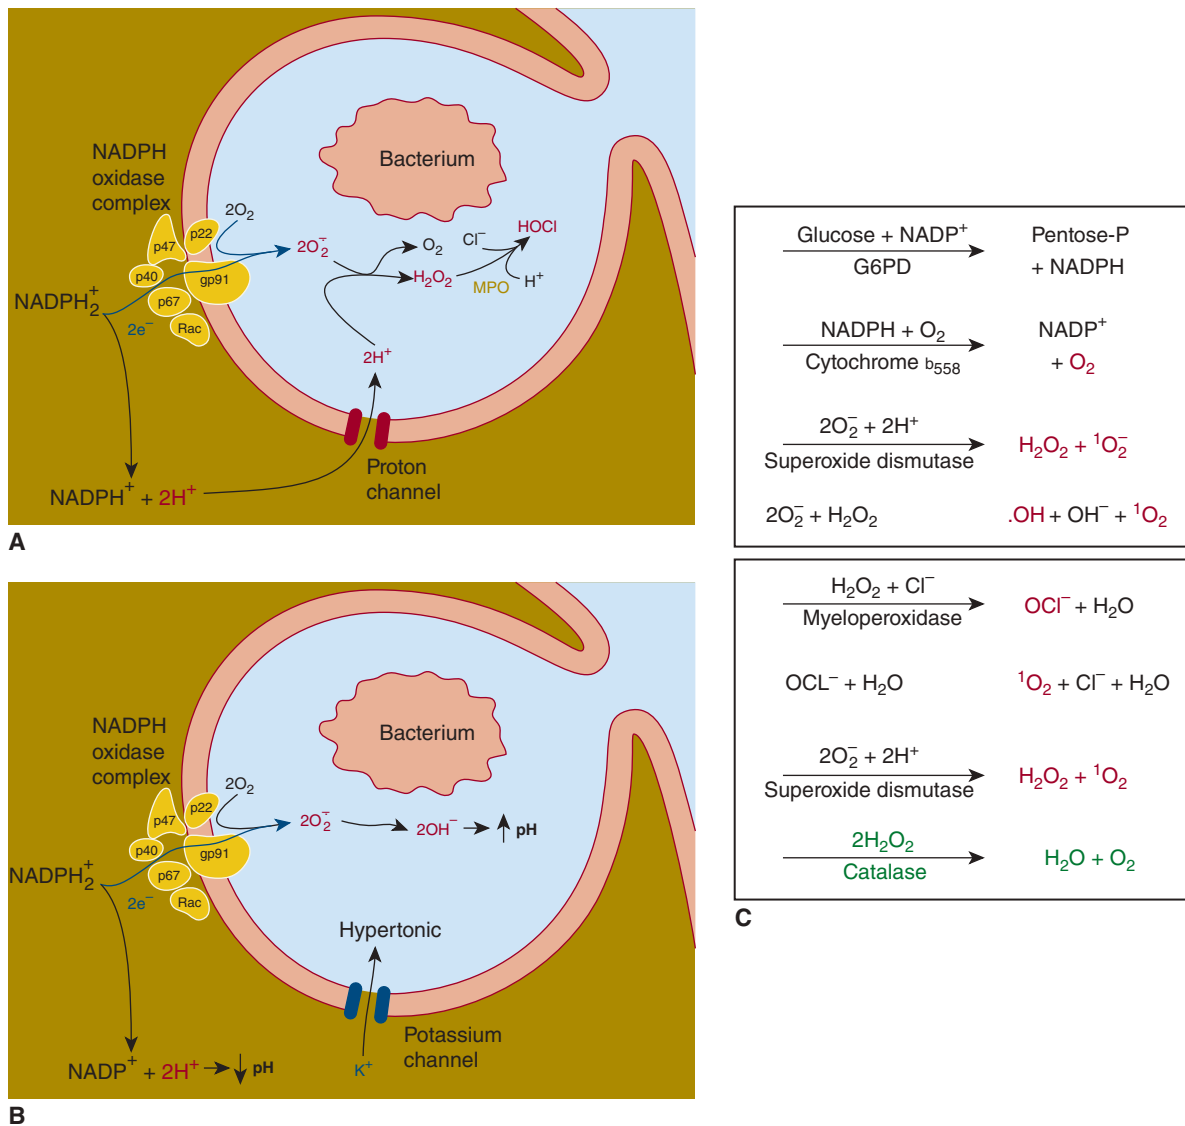 NADPH
oxidase
complex
Bacterium
p47
p22
2O₂
p40
gp91
2O₂⁻̇
O₂
Cl⁻
HOCl
H₂O₂
MPO
H⁺
NADPH₂⁺
p67
2e⁻
Rac
2H⁺
Proton
channel
NADPH⁺ + 2H⁺
A
NADPH
oxidase
complex
Bacterium
p47
p22
2O₂
p40
gp91
2O₂⁻̇
2OH⁻
pH
NADPH₂⁺
p67
2e⁻
Rac
Hypertonic
Potassium
channel
K⁺
NADP⁺ + 2H⁺
pH
B
Glucose + NADP⁺
G6PD
Pentose-P
+ NADPH
NADPH + O₂
Cytochrome b₅₅₈
NADP⁺
+ O₂
2O₂⁻ + 2H⁺
Superoxide dismutase
H₂O₂ + ¹O₂⁻
2O₂⁻ + H₂O₂
.OH + OH⁻ + ¹O₂
H₂O₂ + Cl⁻
Myeloperoxidase
OCl⁻ + H₂O
OCL⁻ + H₂O
¹O₂ + Cl⁻ + H₂O
2O₂⁻ + 2H⁺
Superoxide dismutase
H₂O₂ + ¹O₂
2H₂O₂
Catalase
H₂O + O₂
C